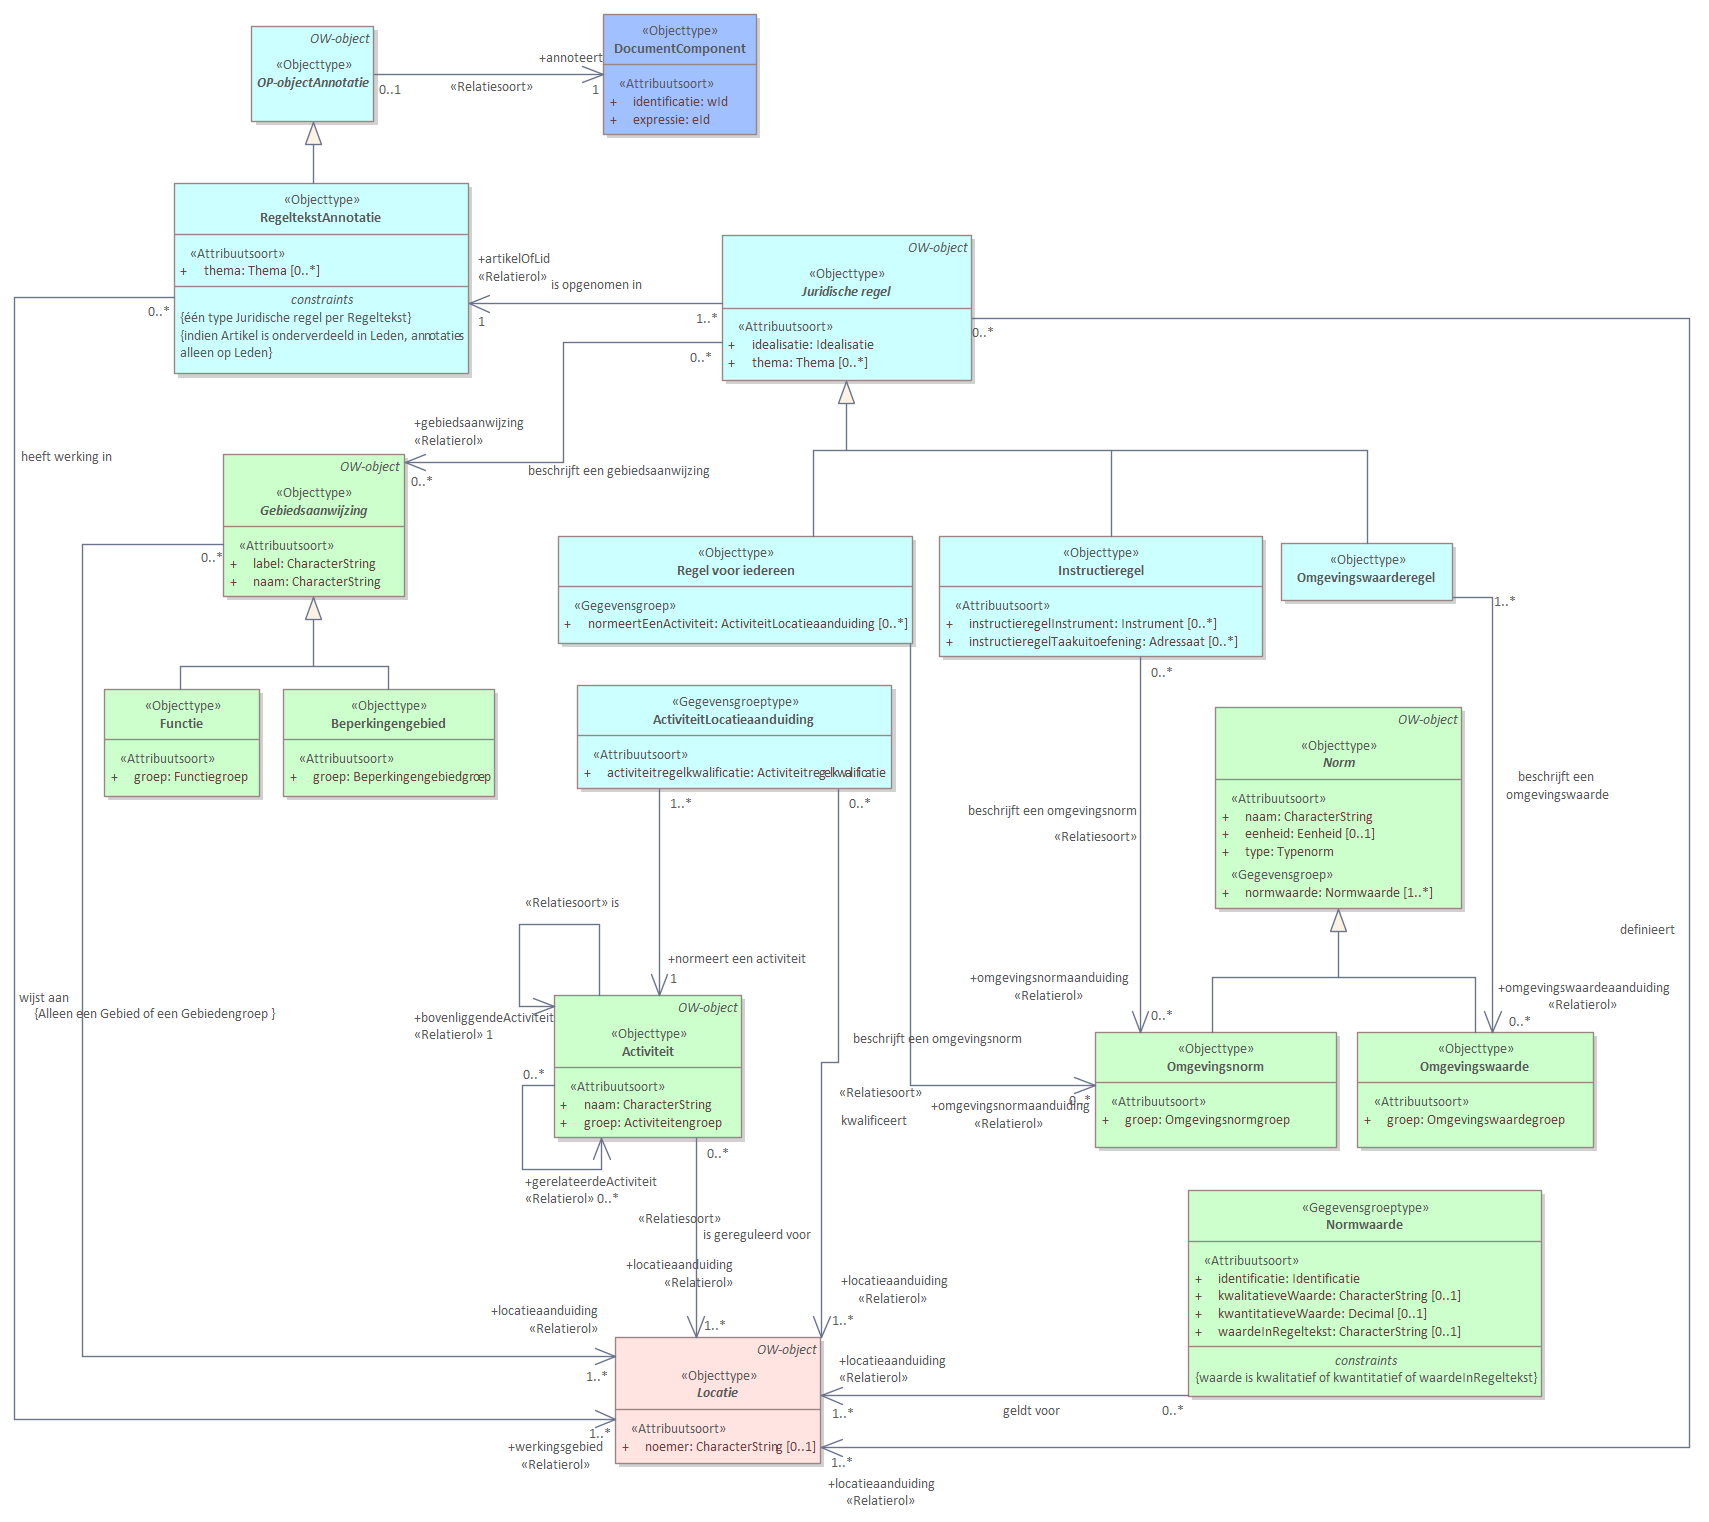 OW-object
«Objecttype»
OP-objectAnnotatie
0..1
«Relatiesoort»
+annoteert
1
«Objecttype»
DocumentComponent
«Attribuutsoort»
+ identificatie: wId
+ expressie: eId
«Objecttype»
RegeltekstAnnotatie
«Attribuutsoort»
+ thema: Thema [0..*]
constraints
{één type Juridische regel per Regeltekst}
{indien Artikel is onderverdeeld in Leden, annotaties
alleen op Leden}
0..*
+artikelOfLid
«Relatierol»
is opgenomen in
1
1..*
OW-object
«Objecttype»
Juridische regel
«Attribuutsoort»
+ idealisatie: Idealisatie
+ thema: Thema [0..*]
0..*
0..*
+gebiedsaanwijzing
«Relatierol»
beschrijft een gebiedsaanwijzing
0..*
heeft werking in
OW-object
«Objecttype»
Gebiedsaanwijzing
«Attribuutsoort»
+ label: CharacterString
+ naam: CharacterString
0..*
«Objecttype»
Regel voor iedereen
«Gegevensgroep»
+ normeertEenActiviteit: ActiviteitLocatieaanduiding [0..*]
«Objecttype»
Instructieregel
«Attribuutsoort»
+ instructieregelInstrument: Instrument [0..*]
+ instructieregelTaakuitoefening: Adressaat [0..*]
0..*
«Objecttype»
Omgevingswaarderegel
1..*
«Objecttype»
Functie
«Attribuutsoort»
+ groep: Functiegroep
«Objecttype»
Beperkingengebied
«Attribuutsoort»
+ groep: Beperkingengebiedgroep
«Gegevensgroeptype»
ActiviteitLocatieaanduiding
«Attribuutsoort»
+ activiteitregelkwalificatie: Activiteitregelkwalificatie
1..*
0..*
OW-object
«Objecttype»
Norm
«Attribuutsoort»
+ naam: CharacterString
+ eenheid: Eenheid [0..1]
+ type: Typenorm
«Gegevensgroep»
+ normwaarde: Normwaarde [1..*]
beschrijft een
omgevingswaarde
beschrijft een omgevingsnorm
«Relatiesoort»
definieert
«Relatiesoort» is
+normeert een activiteit
1
+omgevingsnormaanduiding
«Relatierol»
0..*
+omgevingswaardeaanduiding
«Relatierol»
0..*
wijst aan
{Alleen een Gebied of een Gebiedengroep }
+bovenliggendeActiviteit
«Relatierol» 1
OW-object
«Objecttype»
Activiteit
«Attribuutsoort»
+ naam: CharacterString
+ groep: Activiteitengroep
0..*
+gerelateerdeActiviteit
«Relatierol» 0..*
0..*
beschrijft een omgevingsnorm
«Relatiesoort»
kwalificeert
+omgevingsnormaanduiding
«Relatierol»
0..*
«Objecttype»
Omgevingsnorm
«Attribuutsoort»
+ groep: Omgevingsnormgroep
«Objecttype»
Omgevingswaarde
«Attribuutsoort»
+ groep: Omgevingswaardegroep
«Relatiesoort»
is gereguleerd voor
+locatieaanduiding
«Relatierol»
1..*
+locatieaanduiding
«Relatierol»
1..*
+locatieaanduiding
«Relatierol»
1..*
«Gegevensgroeptype»
Normwaarde
«Attribuutsoort»
+ identificatie: Identificatie
+ kwalitatieveWaarde: CharacterString [0..1]
+ kwantitatieveWaarde: Decimal [0..1]
+ waardeInRegeltekst: CharacterString [0..1]
constraints
{waarde is kwalitatief of kwantitatief of waardeInRegeltekst}
OW-object
«Objecttype»
Locatie
«Attribuutsoort»
+ noemer: CharacterString [0..1]
+locatieaanduiding
«Relatierol»
1..*
geldt voor
0..*
1..*
+werkingsgebied
«Relatierol»
1..*
+locatieaanduiding
«Relatierol»